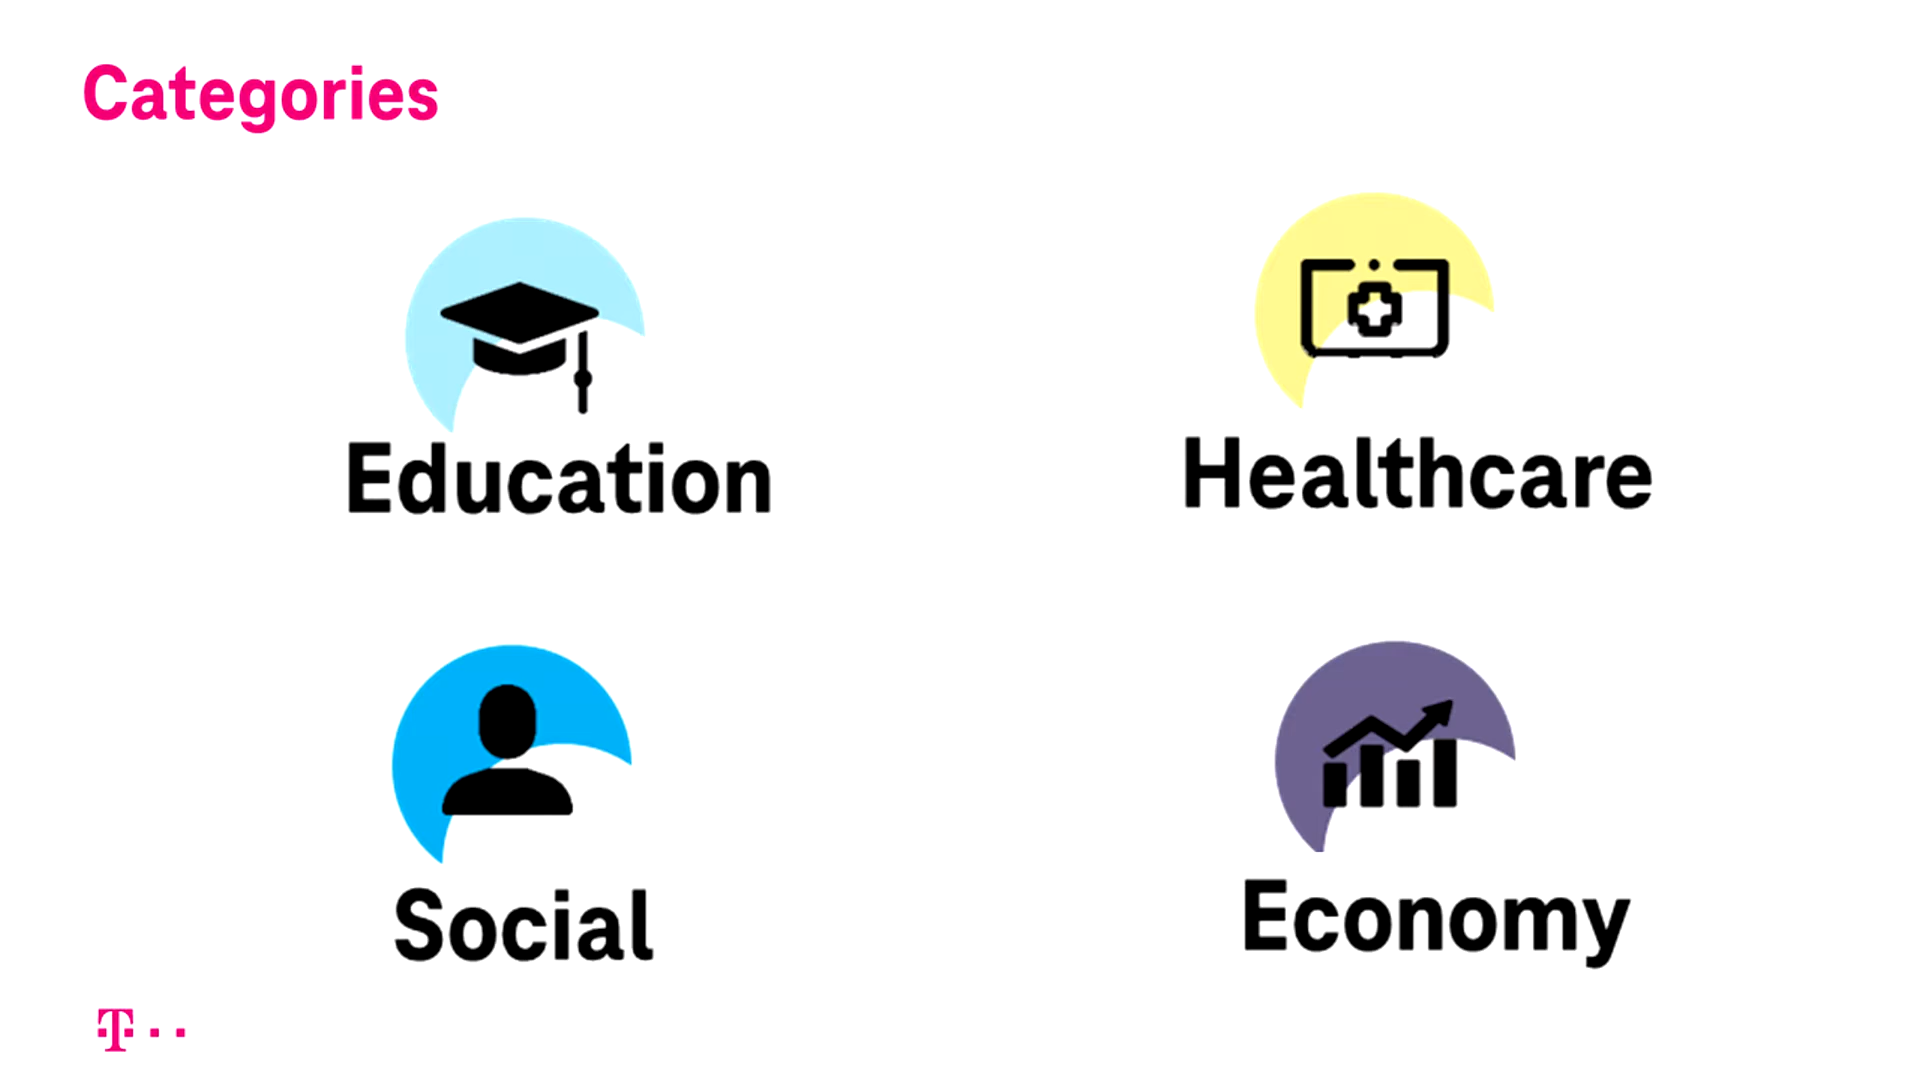 Categories
Education
Healthcare
Social
Economy
T